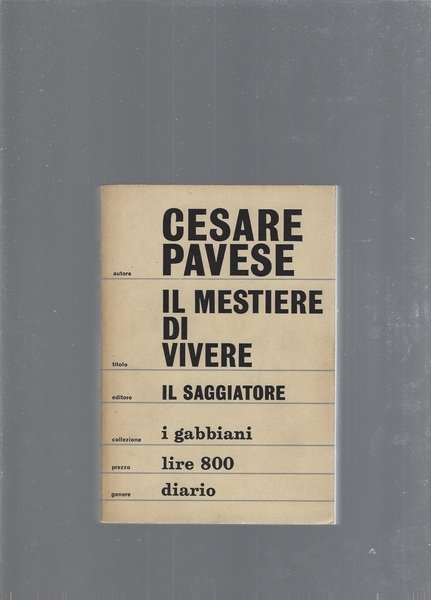 CESARE
autore PAVESE
IL MESTIERE
DI
titolo VIVERE
editore IL SAGGIATORE
collezione i gabbiani
prezzo lire 800
genere diario